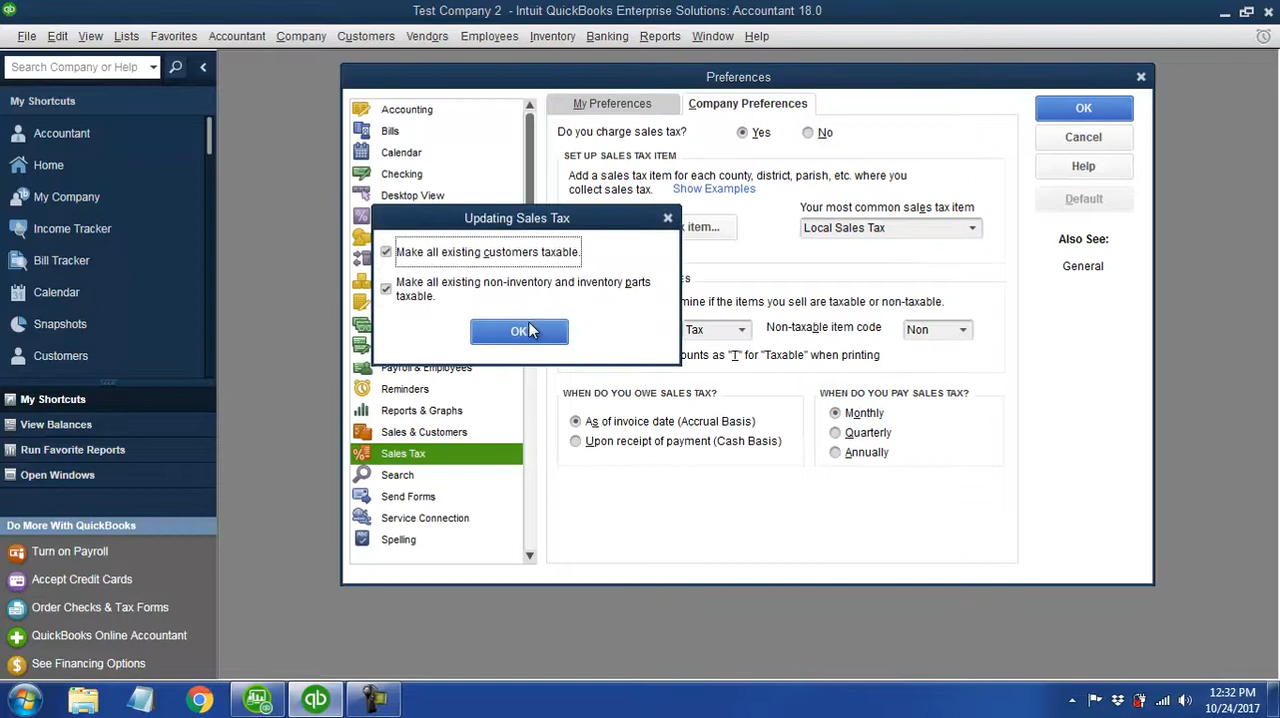 Test Company 2 - Intuit QuickBooks Enterprise Solutions: Accountant 18.0
File Edit View Lists Favorites Accountant Company Customers Vendors Employees Inventory Banking Reports Window Help
Search Company or Help
My Shortcuts
Accountant
Home
My Company
Income Tracker
Bill Tracker
Calendar
Snapshots
Customers
My Shortcuts
View Balances
Run Favorite Reports
Open Windows
Do More With QuickBooks
Turn on Payroll
Accept Credit Cards
Order Checks & Tax Forms
QuickBooks Online Accountant
See Financing Options
Preferences
Accounting
Bills
Calendar
Checking
Desktop View
Payroll & Employees
Reminders
Reports & Graphs
Sales & Customers
Sales Tax
Search
Send Forms
Service Connection
Spelling
My Preferences
Company Preferences
Do you charge sales tax? Yes No
SET UP SALES TAX ITEM
Add a sales tax item for each county, district, parish, etc. where you
collect sales tax. Show Examples
Your most common sales tax item
item...
Local Sales Tax
mine if the items you sell are taxable or non-taxable.
Tax Non-taxable item code Non
ounts as "T" for "Taxable" when printing
WHEN DO YOU OWE SALES TAX?
As of invoice date (Accrual Basis)
Upon receipt of payment (Cash Basis)
WHEN DO YOU PAY SALES TAX?
Monthly
Quarterly
Annually
OK
Cancel
Help
Default
Also See:
General
Updating Sales Tax
Make all existing customers taxable.
Make all existing non-inventory and inventory parts
taxable.
OK
12:32 PM
10/24/2017